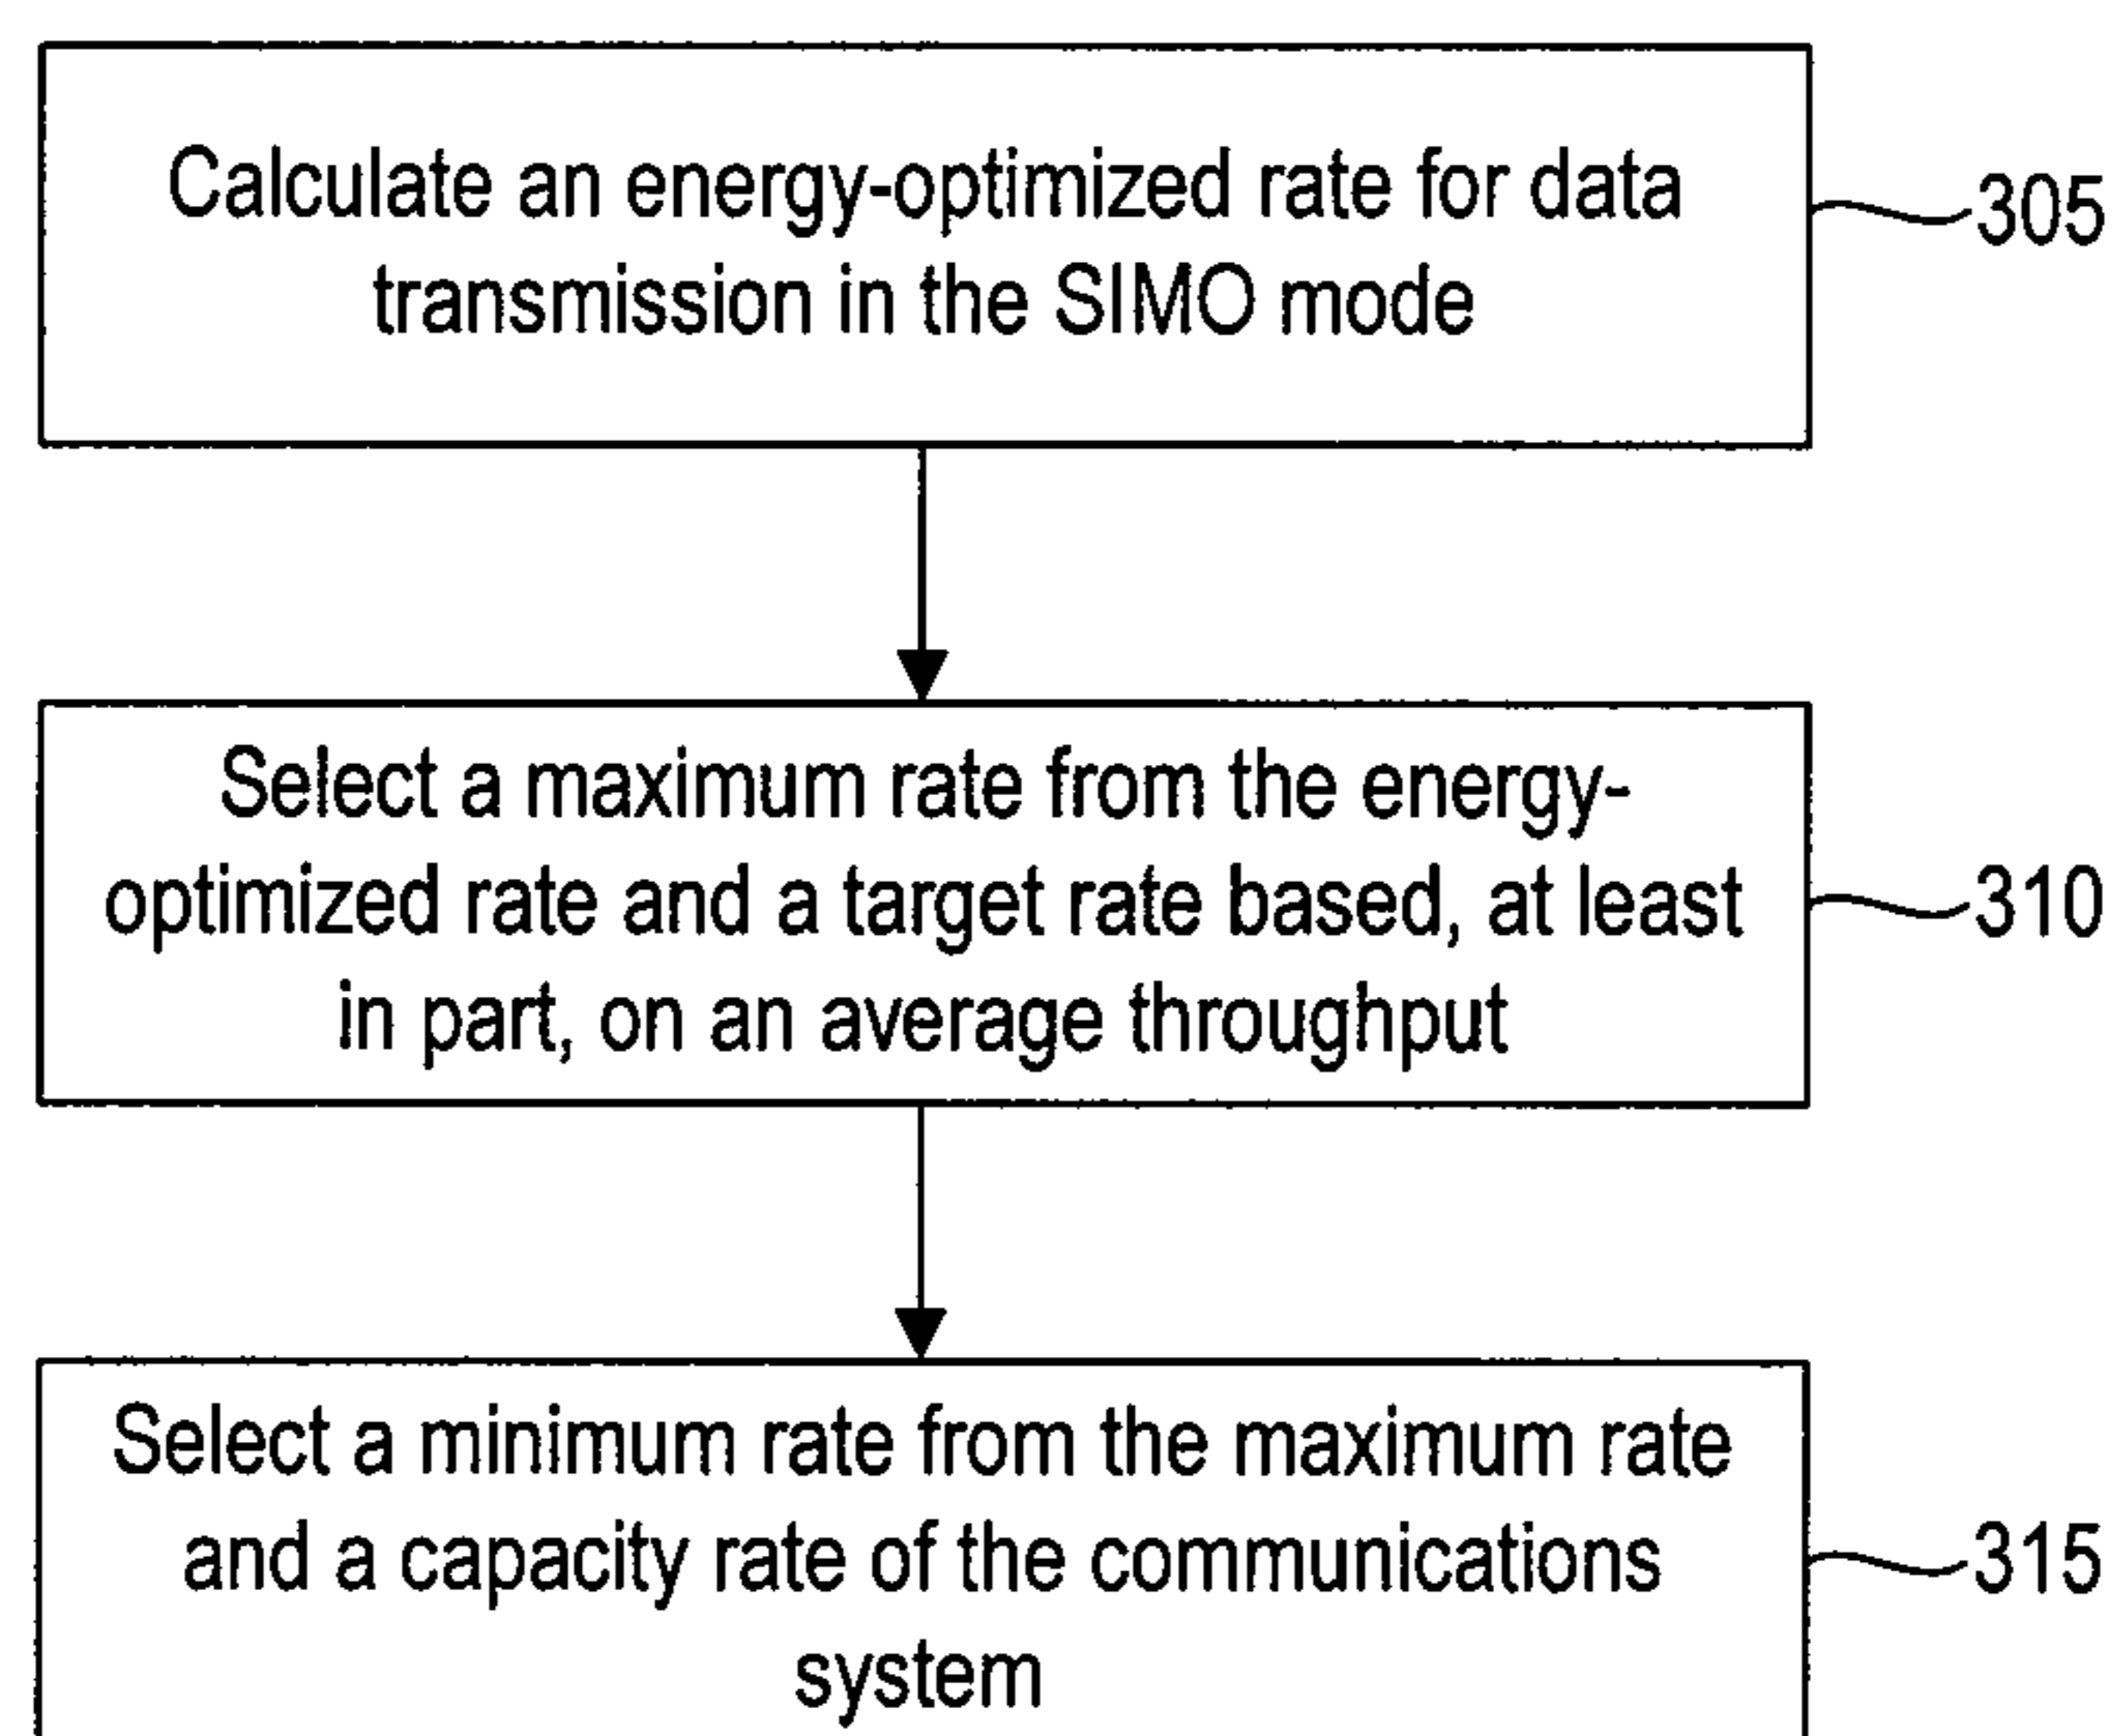 Calculate an energy-optimized rate for data
transmission in the SIMO mode
305
Select a maximum rate from the energy-
optimized rate and a target rate based, at least
in part, on an average throughput
310
Select a minimum rate from the maximum rate
and a capacity rate of the communications
system
315